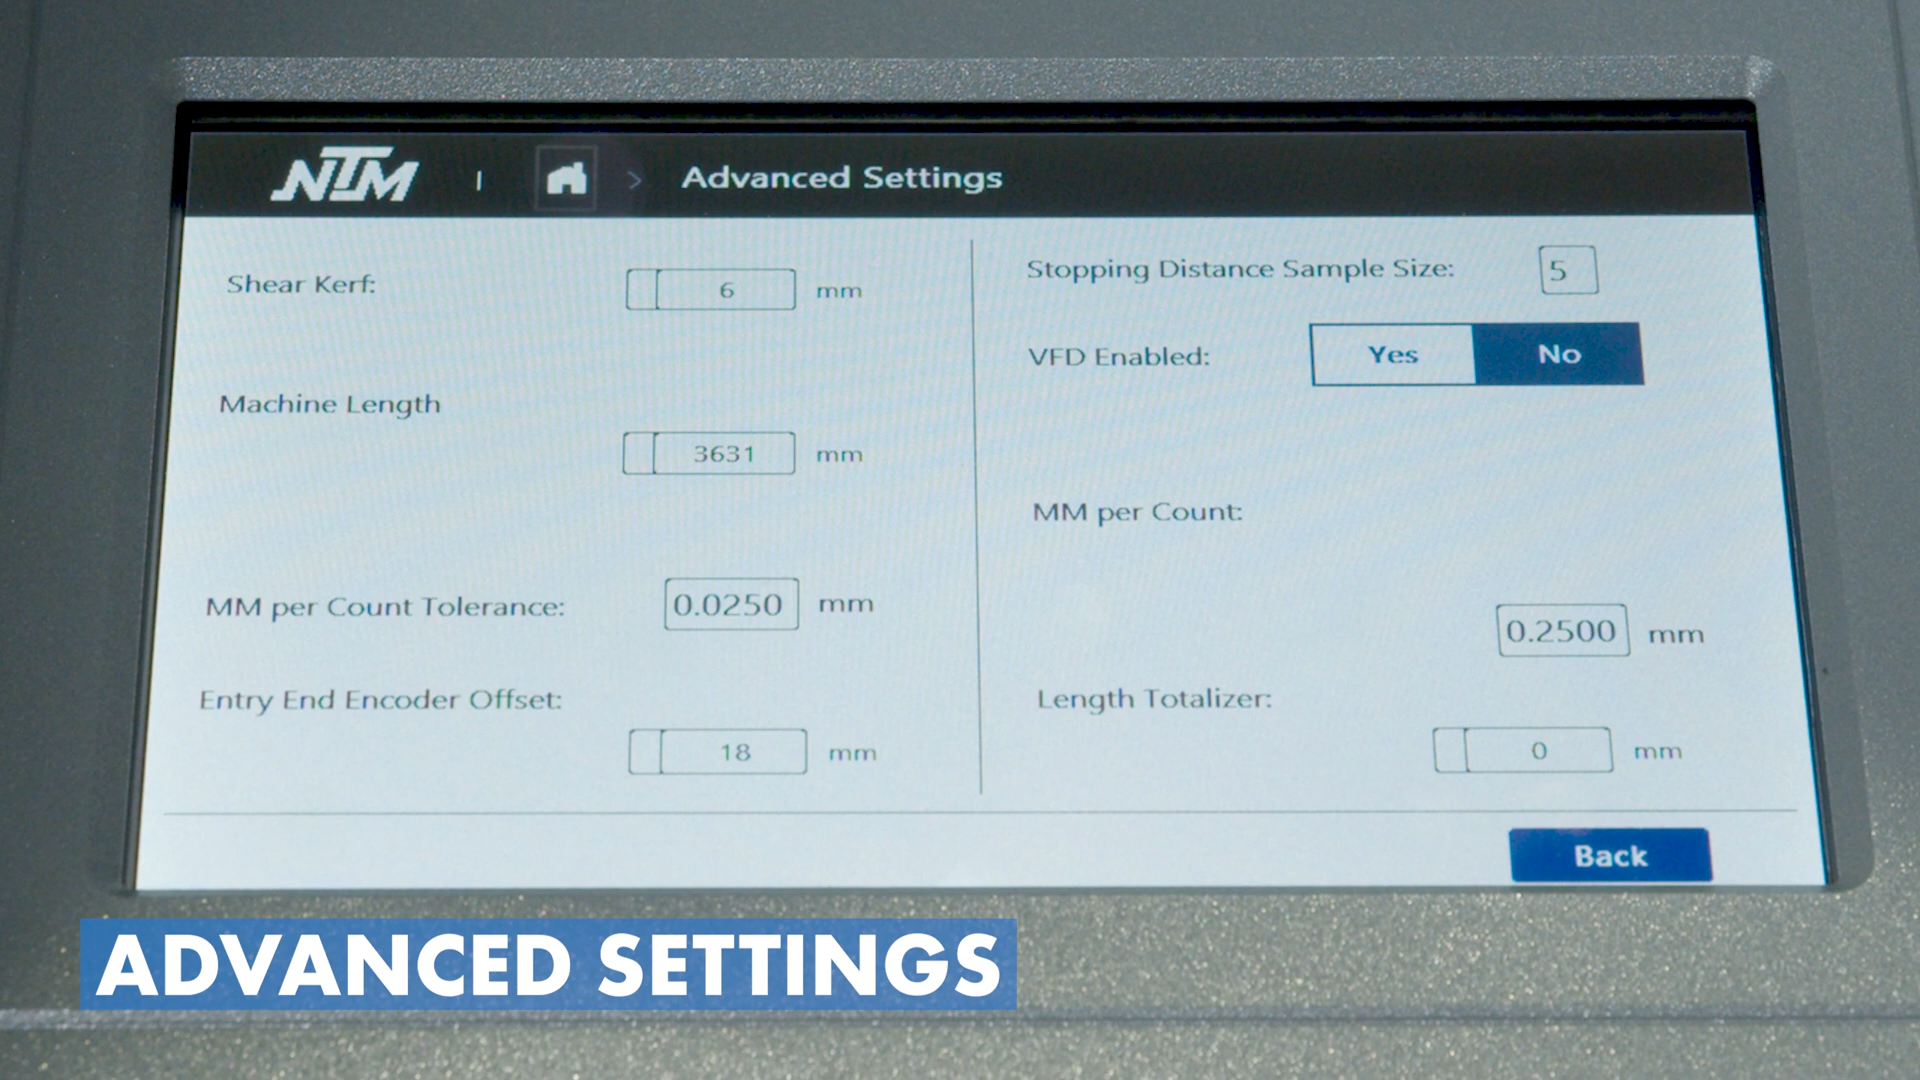 NTM | > Advanced Settings
Shear Kerf: 6 mm
Machine Length
3631 mm
MM per Count Tolerance: 0.0250 mm
Entry End Encoder Offset:
18 mm
Stopping Distance Sample Size: 5
VFD Enabled: Yes No
MM per Count:
0.2500 mm
Length Totalizer:
0 mm
Back
ADVANCED SETTINGS